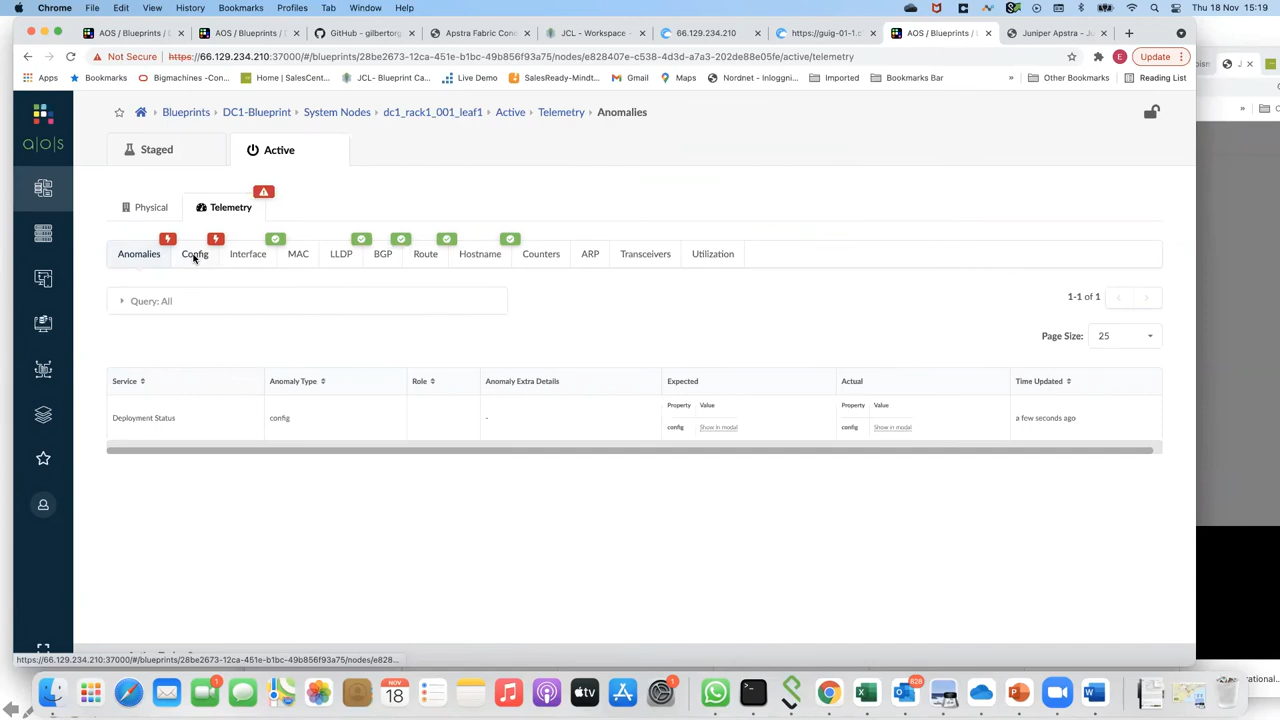 Chrome File Edit View History Bookmarks Profiles Tab Window Help Thu 18 Nov 15:19
AOS / Blueprints / GitHub - gilbertorg Apstra Fabric Conc JCL - Workspace - 66.129.234.210 https://guig-01-1.c AOS / Blueprints / Juniper Apstra - Ju
Not Secure https://66.129.234.210:37000/#/blueprints/28be2673-12ca-451e-b1bc-49b856f93a75/nodes/e828407e-c538-4d3d-a7a3-202de88e05fe/active/telemetry E Update
Apps Bookmarks Bigmachines -Con... Home | SalesCent... JCL- Blueprint Ca... Live Demo SalesReady-Mindt... Gmail Maps Nordnet - Inloggni... Imported Bookmarks Bar » Other Bookmarks Reading List
Blueprints DC1-Blueprint System Nodes dc1_rack1_001_leaf1 Active Telemetry Anomalies
a|o|s
Staged Active
Physical Telemetry
Anomalies Config Interface MAC LLDP BGP Route Hostname Counters ARP Transceivers Utilization
Query: All
1-1 of 1
Page Size: 25
Service Anomaly Type Role Anomaly Extra Details Expected Actual Time Updated
Property Value Property Value
Deployment Status config - a few seconds ago
config Show in modal config Show in modal
https://66.129.234.210:37000/#/blueprints/28be2673-12ca-451e-b1bc-49b856f93a75/nodes/e828...
1 NOV 18 1 828